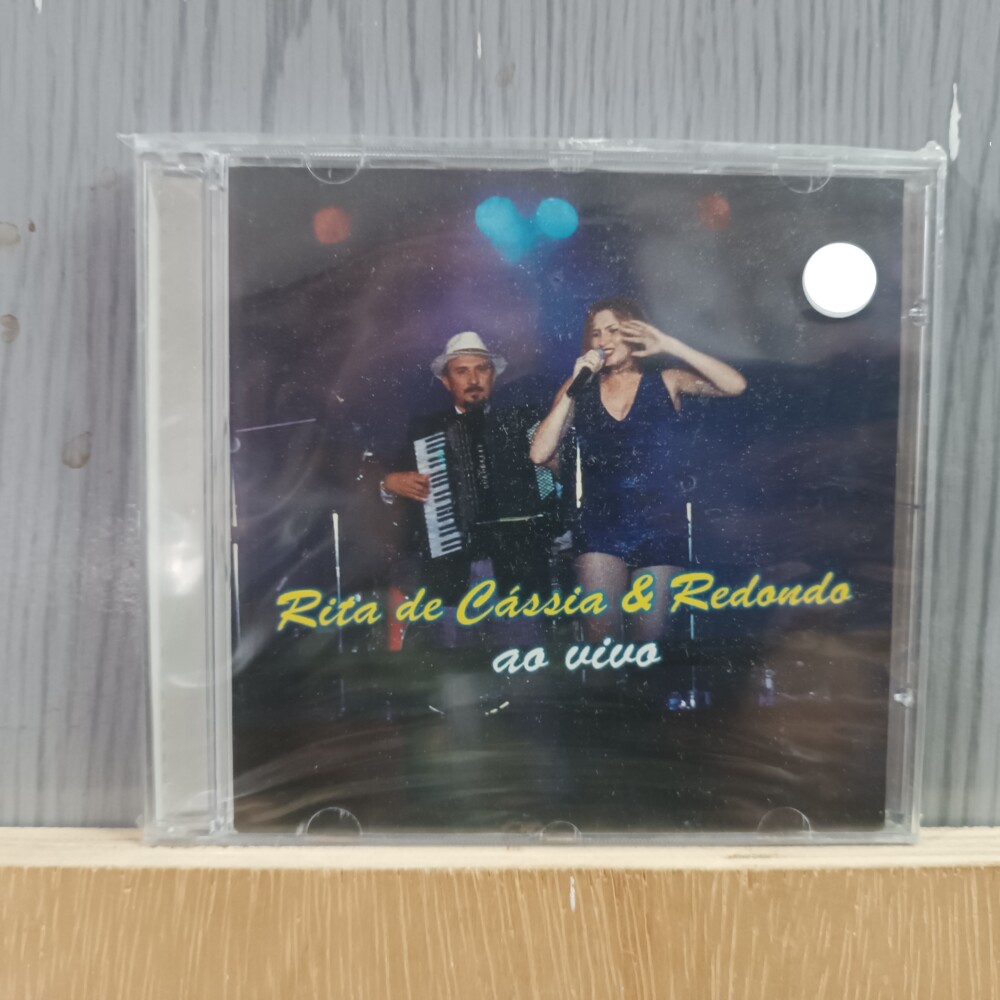 Rita de Cássia & Redondo
ao vivo